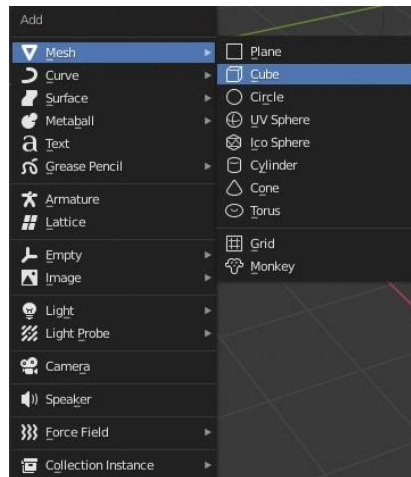 Add
Mesh
Curve
Surface
Metaball
Text
Grease Pencil
Armature
Lattice
Empty
Image
Light
Light Probe
Camera
Speaker
Force Field
Collection Instance
Plane
Cube
Circle
UV Sphere
Ico Sphere
Cylinder
Cone
Torus
Grid
Monkey